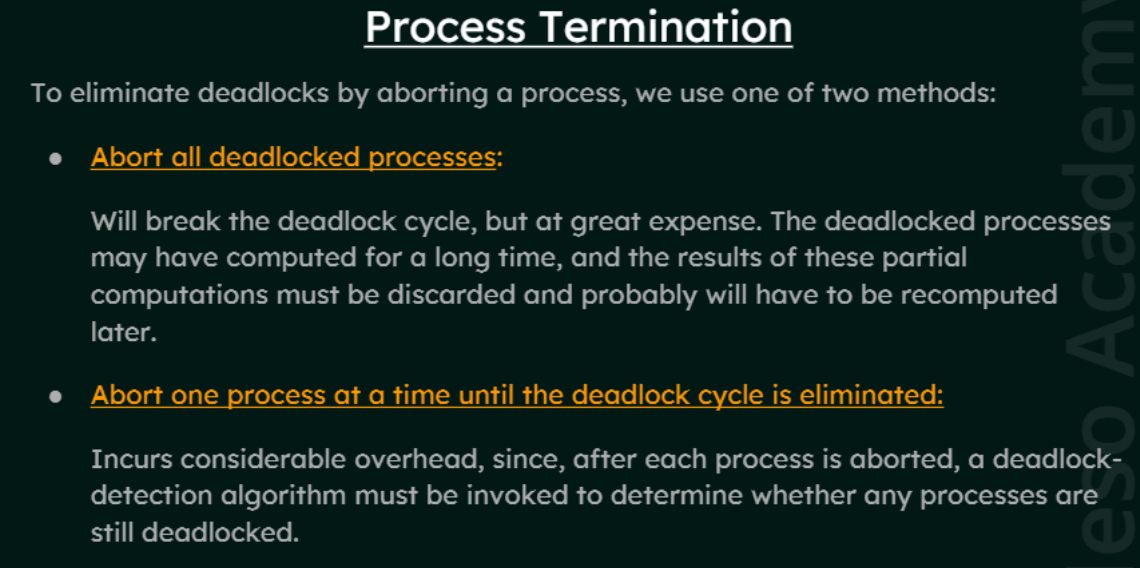 Process Termination
To eliminate deadlocks by aborting a process, we use one of two methods:
● Abort all deadlocked processes:
Will break the deadlock cycle, but at great expense. The deadlocked processes
may have computed for a long time, and the results of these partial
computations must be discarded and probably will have to be recomputed
later.
● Abort one process at a time until the deadlock cycle is eliminated:
Incurs considerable overhead, since, after each process is aborted, a deadlock-
detection algorithm must be invoked to determine whether any processes are
still deadlocked.
eso Academy